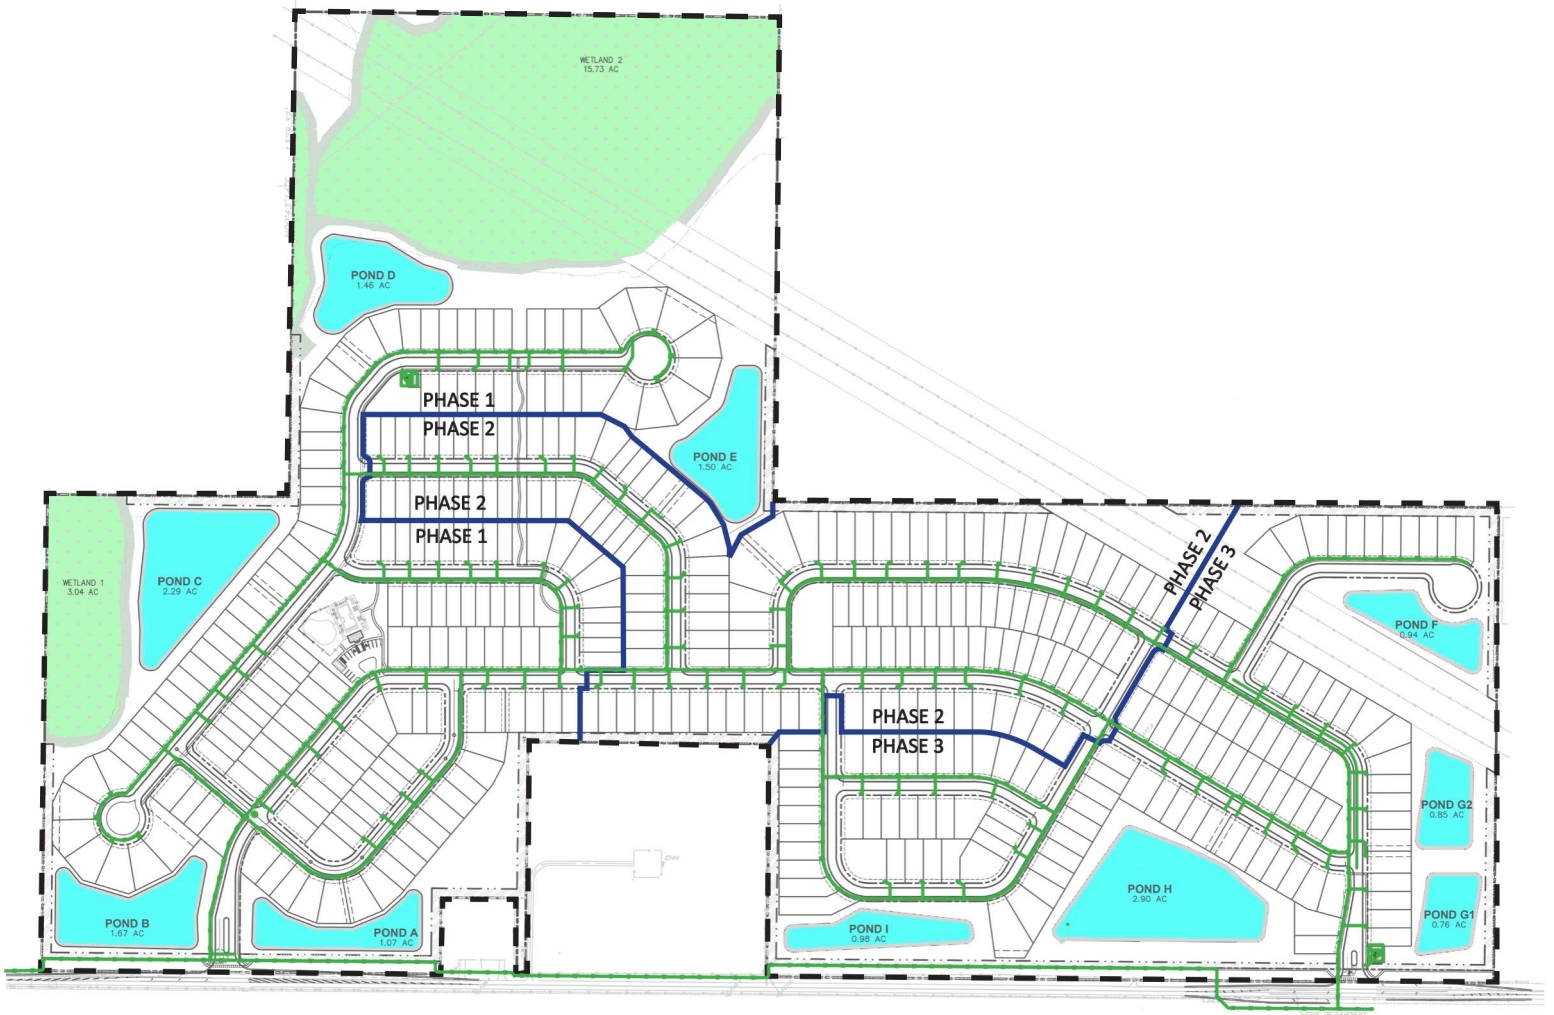 WETLAND 2
15.73 AC
POND D
1.46 AC
PHASE 1
PHASE 2
POND E
1.50 AC
PHASE 2
PHASE 1
WETLAND 1
3.04 AC
POND C
2.29 AC
PHASE 2
PHASE 3
POND F
0.94 AC
PHASE 2
PHASE 3
POND G2
0.85 AC
POND H
2.90 AC
POND G1
0.76 AC
POND B
1.67 AC
POND A
1.07 AC
POND I
0.98 AC